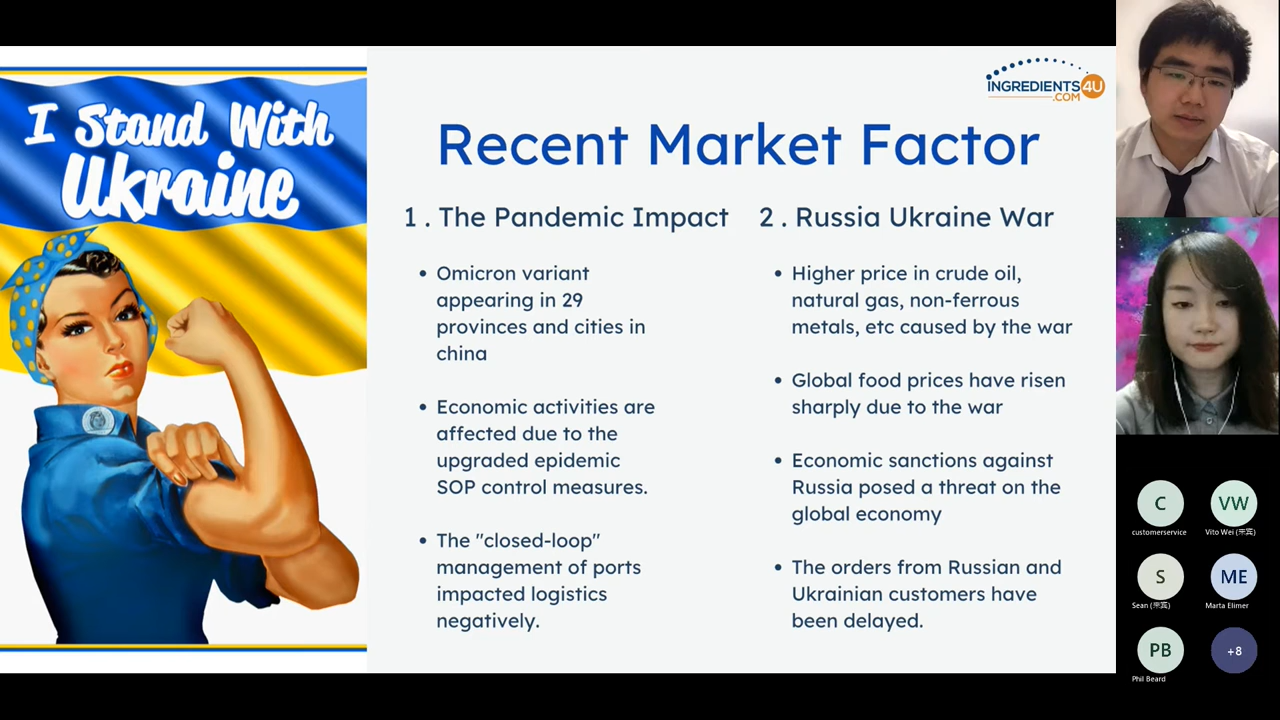 I Stand With
Ukraine
INGREDIENTS4U
.COM
Recent Market Factor
1 . The Pandemic Impact
• Omicron variant
appearing in 29
provinces and cities in
china
• Economic activities are
affected due to the
upgraded epidemic
SOP control measures.
• The "closed-loop"
management of ports
impacted logistics
negatively.
2 . Russia Ukraine War
• Higher price in crude oil,
natural gas, non-ferrous
metals, etc caused by the war
• Global food prices have risen
sharply due to the war
• Economic sanctions against
Russia posed a threat on the
global economy
• The orders from Russian and
Ukrainian customers have
been delayed.
C
customerservice
VW
Vito Wei (来宾)
S
Sean (来宾)
ME
Marta Elimer
PB
Phil Beard
+8